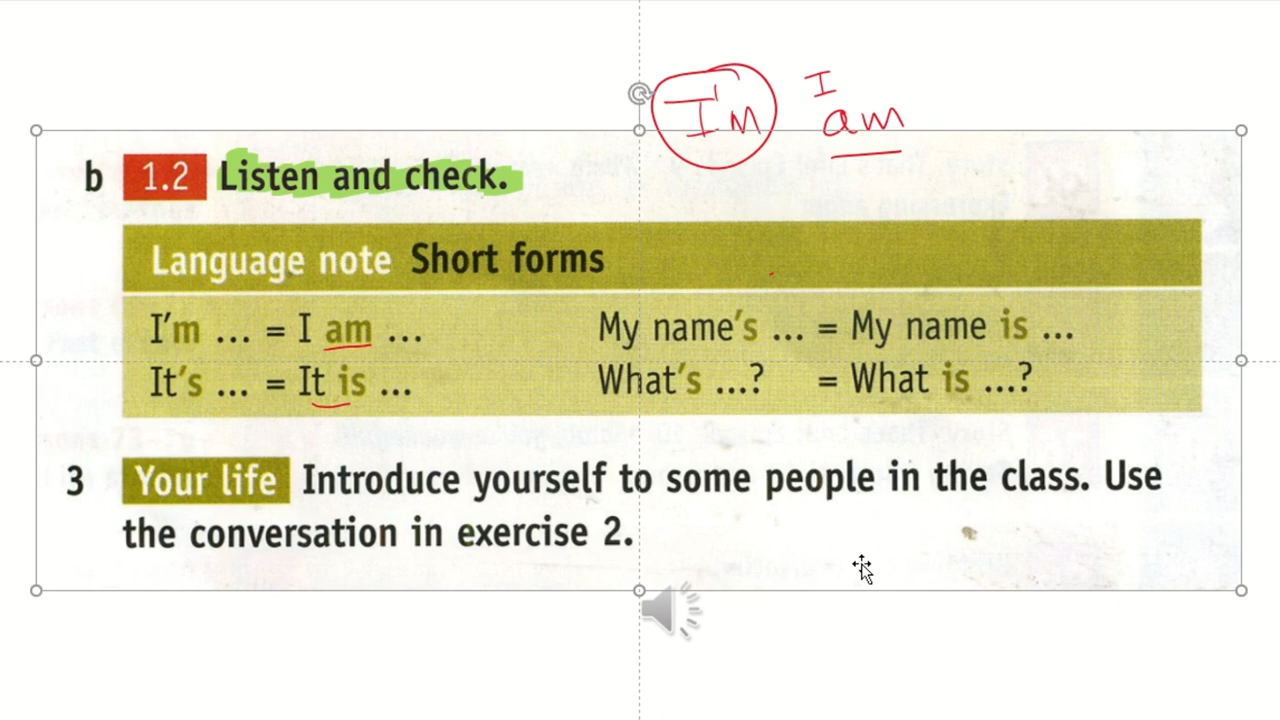 I'm I
am
b 1.2 Listen and check.
Language note Short forms
I'm ... = I am ... My name's ... = My name is ...
It's ... = It is ... What's ...? = What is ...?
3 Your life Introduce yourself to some people in the class. Use
the conversation in exercise 2.